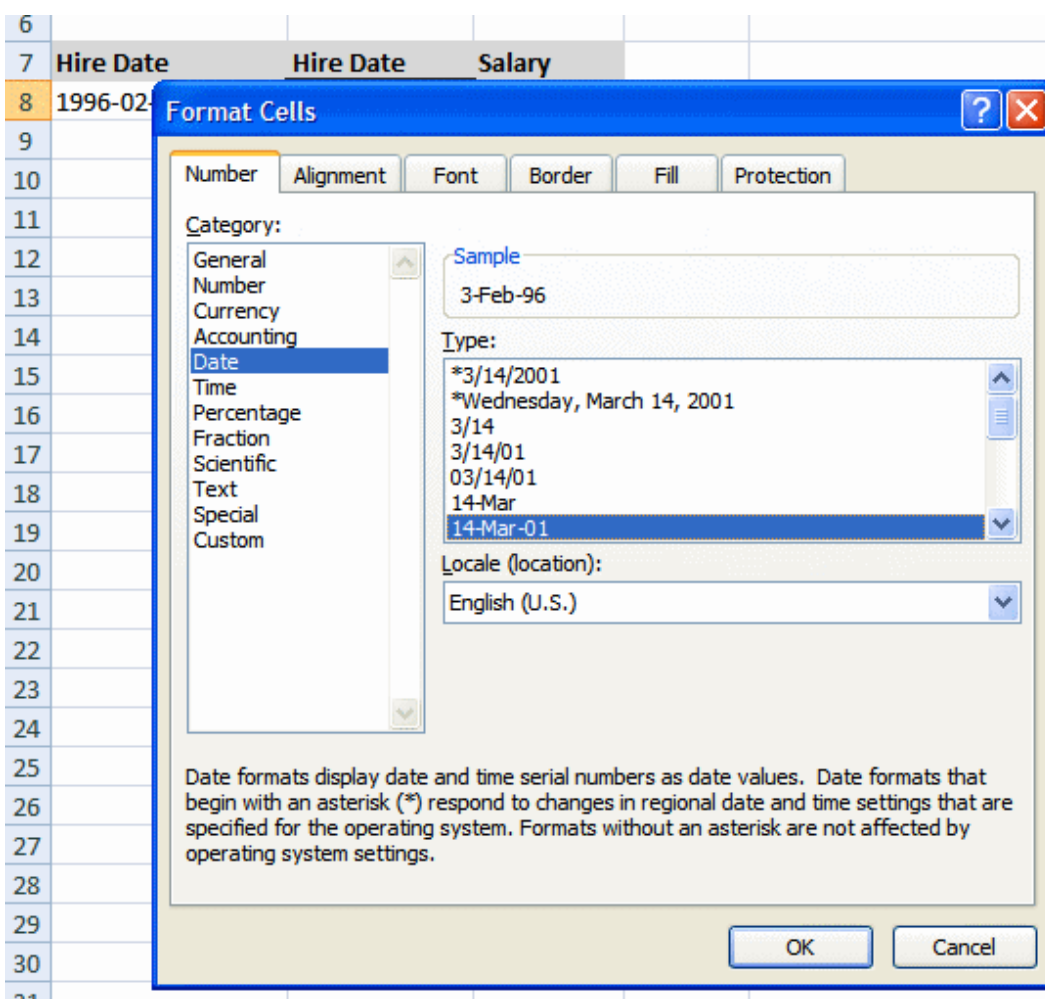 6
7 Hire Date Hire Date Salary
8 1996-02-
Format Cells
9
10
11
12
13
14
15
16
17
18
19
20
21
22
23
24
25
26
27
28
29
30
Number Alignment Font Border Fill Protection
Category:
General
Number
Currency
Accounting
Date
Time
Percentage
Fraction
Scientific
Text
Special
Custom
Sample
3-Feb-96
Type:
*3/14/2001
*Wednesday, March 14, 2001
3/14
3/14/01
03/14/01
14-Mar
14-Mar-01
Locale (location):
English (U.S.)
Date formats display date and time serial numbers as date values. Date formats that
begin with an asterisk (*) respond to changes in regional date and time settings that are
specified for the operating system. Formats without an asterisk are not affected by
operating system settings.
OK Cancel